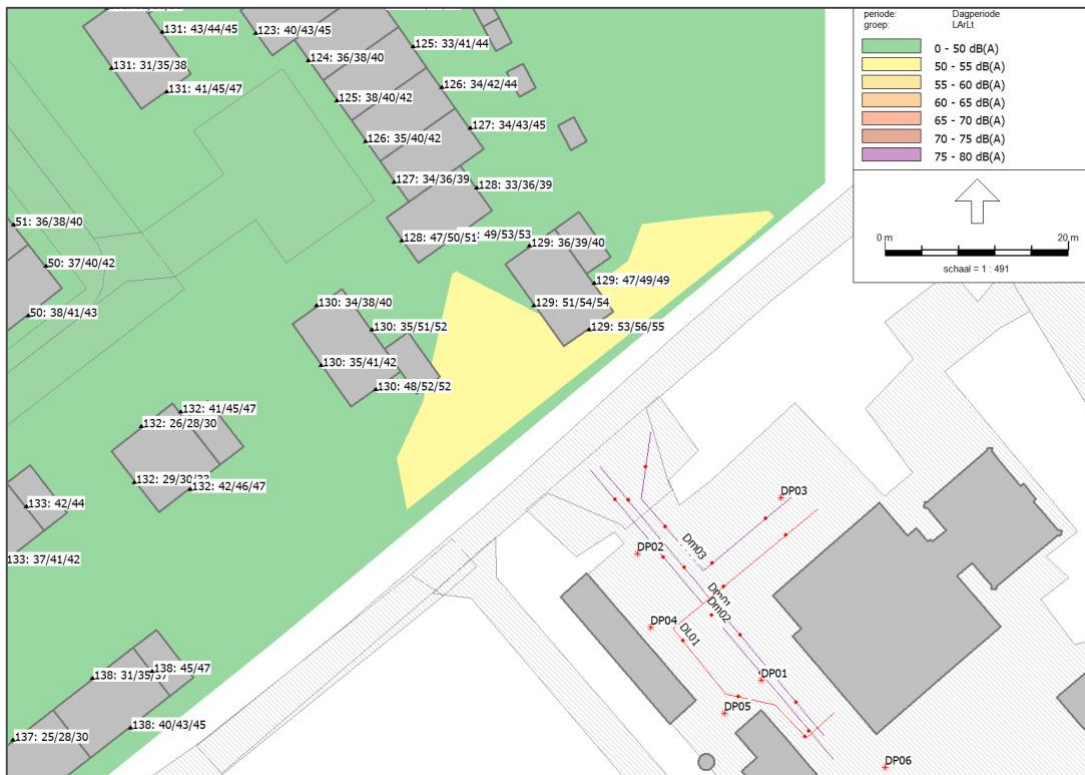 periode: Dagperiode
groep: LArLt
0 - 50 dB(A)
50 - 55 dB(A)
55 - 60 dB(A)
60 - 65 dB(A)
65 - 70 dB(A)
70 - 75 dB(A)
75 - 80 dB(A)
0 m 20 m
schaal = 1 : 491
131: 43/44/45
123: 40/43/45
125: 33/41/44
124: 36/38/40
131: 31/35/38
126: 34/42/44
131: 41/45/47
125: 38/40/42
127: 34/43/45
126: 35/40/42
127: 34/36/39
128: 33/36/39
51: 36/38/40
128: 47/50/51
49/53/53
129: 36/39/40
50: 37/40/42
129: 47/49/49
130: 34/38/40
129: 51/54/54
50: 38/41/43
130: 35/51/52
129: 53/56/55
130: 35/41/42
130: 48/52/52
132: 41/45/47
132: 26/28/30
132: 29/30/
132: 42/46/47
133: 42/44
133: 37/41/42
DP03
DP02
Dm03
Dm01
Dm02
DP04
DL01
DP01
DP05
DP06
138: 45/47
138: 31/35/37
138: 40/43/45
137: 25/28/30